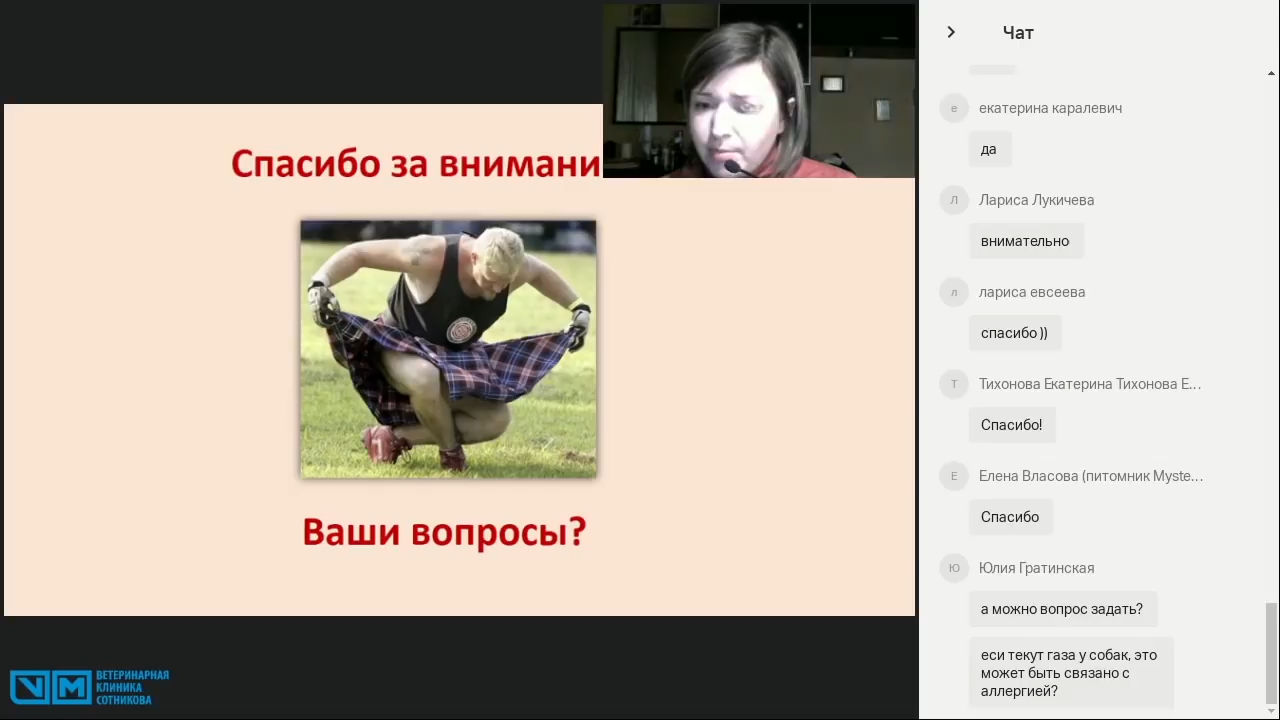 Спасибо за внимани
Ваши вопросы?
ВЕТЕРИНАРНАЯ
КЛИНИКА
СОТНИКОВА
Чат
е
екатерина каралевич
да
Л
Лариса Лукичева
внимательно
л
лариса евсеева
спасибо ))
Т
Тихонова Екатерина Тихонова Е...
Спасибо!
Е
Елена Власова (питомник Myste...
Спасибо
Ю
Юлия Гратинская
а можно вопрос задать?
еси текут газа у собак, это
может быть связано с
аллергией?